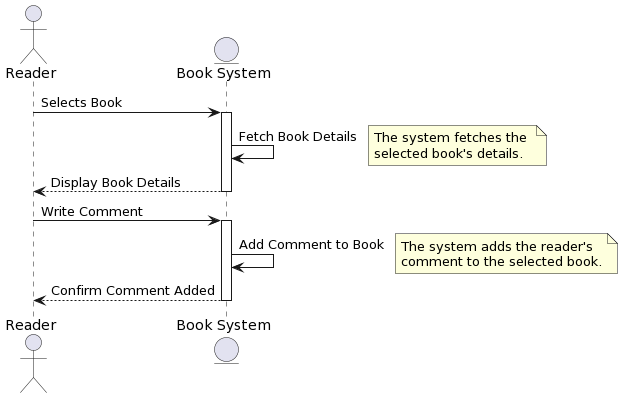 Reader
Book System
Selects Book
Fetch Book Details
The system fetches the
selected book's details.
Display Book Details
Write Comment
Add Comment to Book
The system adds the reader's
comment to the selected book.
Confirm Comment Added
Reader
Book System